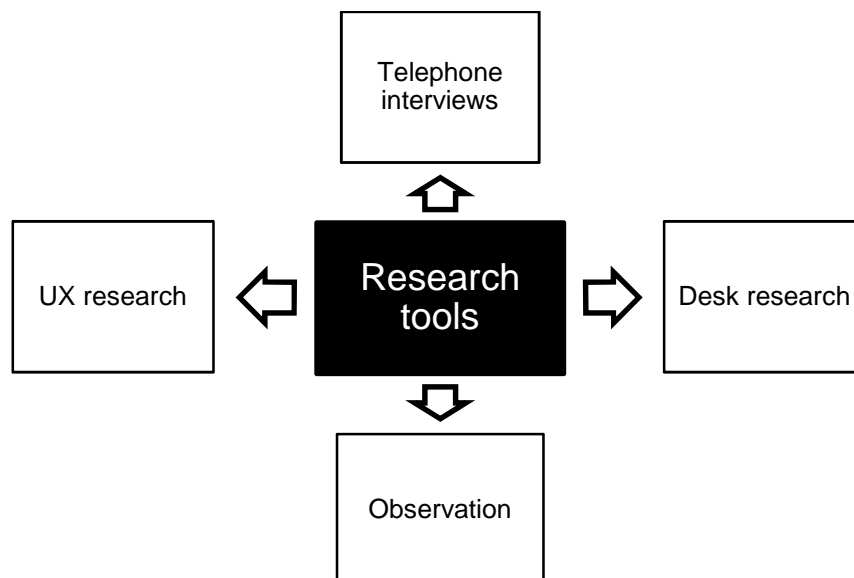 Telephone
interviews
UX research
Research
tools
Desk research
Observation